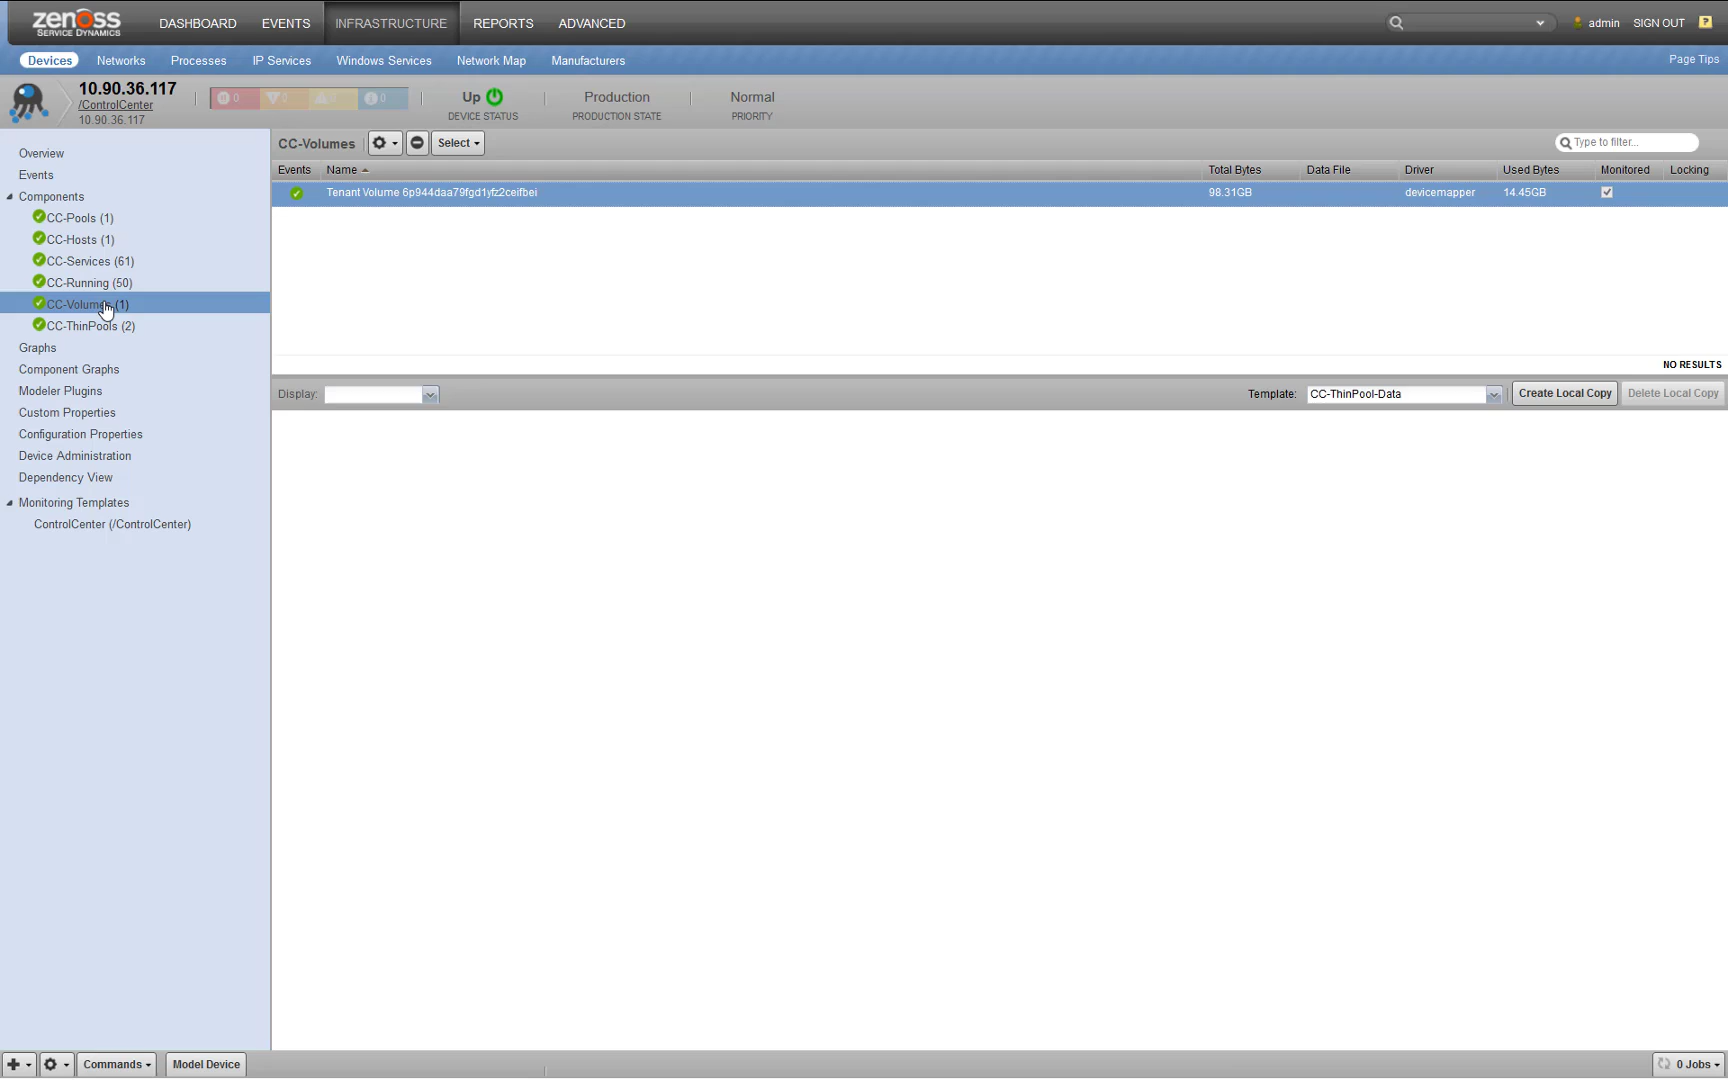 zenoss
SERVICE DYNAMICS
DASHBOARD EVENTS INFRASTRUCTURE REPORTS ADVANCED
admin SIGN OUT ?
Devices Networks Processes IP Services Windows Services Network Map Manufacturers Page Tips
10.90.36.117
/ControlCenter
10.90.36.117
0 0 0 0
Up
DEVICE STATUS
Production
PRODUCTION STATE
Normal
PRIORITY
Overview
Events
Components
CC-Pools (1)
CC-Hosts (1)
CC-Services (61)
CC-Running (50)
CC-Volumes (1)
CC-ThinPools (2)
Graphs
Component Graphs
Modeler Plugins
Custom Properties
Configuration Properties
Device Administration
Dependency View
Monitoring Templates
ControlCenter (/ControlCenter)
CC-Volumes Select Type to filter...
Events Name Total Bytes Data File Driver Used Bytes Monitored Locking
Tenant Volume 6p944daa79fgd1yfz2ceifbei 98.31GB devicemapper 14.45GB
NO RESULTS
Display: Template: CC-ThinPool-Data Create Local Copy Delete Local Copy
Commands Model Device 0 Jobs